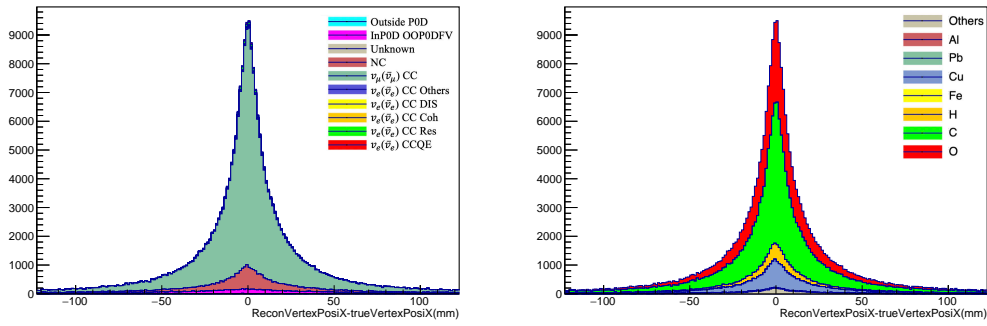 Outside P0D
InP0D OOP0DFV
Unknown
NC
ν_μ(ν̄_μ) CC
ν_e(ν̄_e) CC Others
ν_e(ν̄_e) CC DIS
ν_e(ν̄_e) CC Coh
ν_e(ν̄_e) CC Res
ν_e(ν̄_e) CCQE
9000
8000
7000
6000
5000
4000
3000
2000
1000
0
−100 −50 0 50 100
ReconVertexPosiX-trueVertexPosiX(mm)
Others
Al
Pb
Cu
Fe
H
C
O
9000
8000
7000
6000
5000
4000
3000
2000
1000
0
−100 −50 0 50 100
ReconVertexPosiX-trueVertexPosiX(mm)